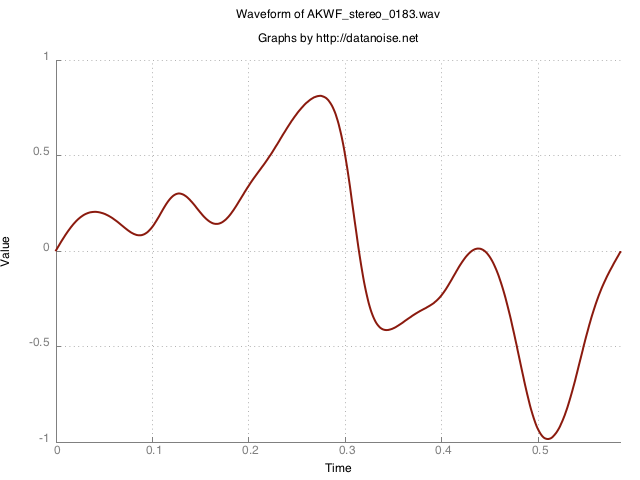 Waveform of AKWF_stereo_0183.wav
Graphs by http://datanoise.net
1
0.5
0
-0.5
-1
Value
0
0.1
0.2
0.3
0.4
0.5
Time